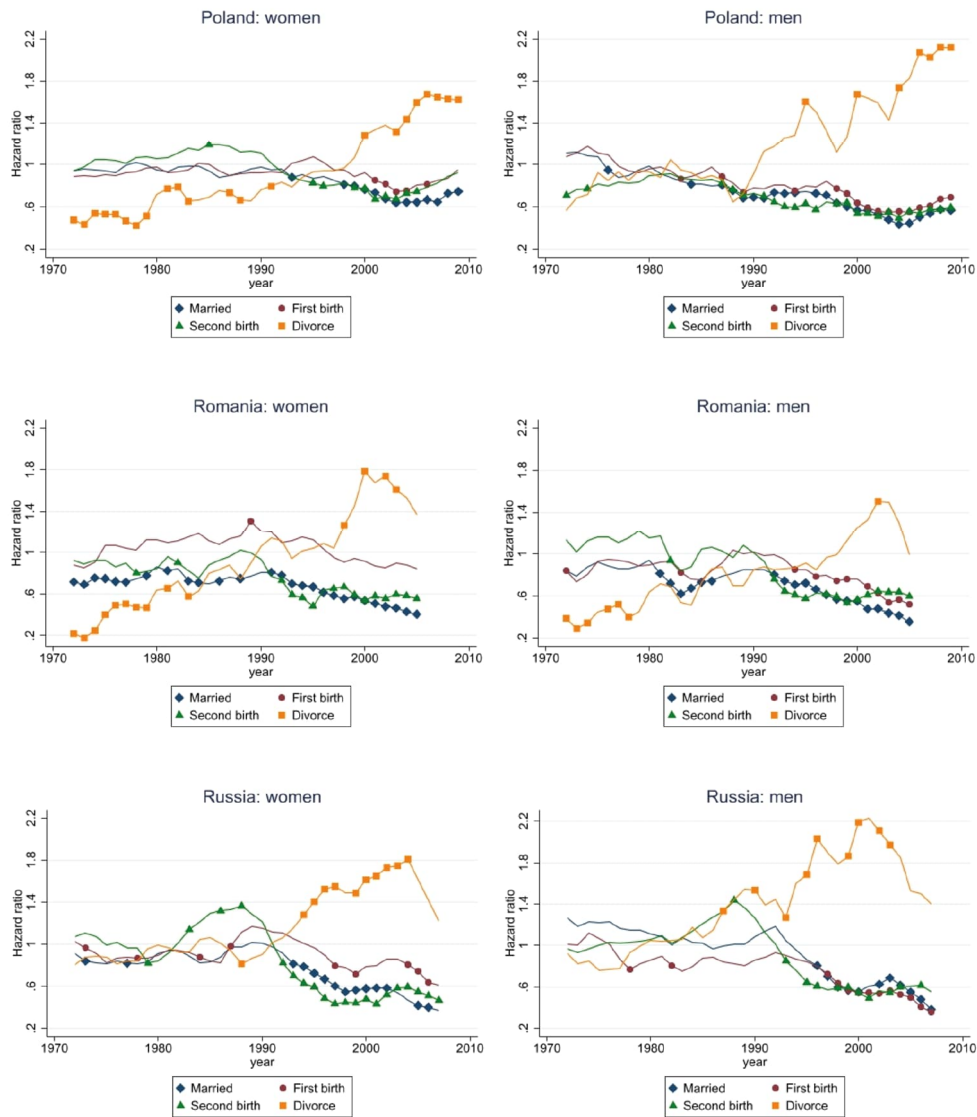 Poland: women
Poland: men
Hazard ratio
2.2
1.8
1.4
1
.6
.2
1970 1980 1990 2000 2010
year
Married First birth
Second birth Divorce
Hazard ratio
2.2
1.8
1.4
1
.6
.2
1970 1980 1990 2000 2010
year
Married First birth
Second birth Divorce
Romania: women
Romania: men
Hazard ratio
2.2
1.8
1.4
1
.6
.2
1970 1980 1990 2000 2010
year
Married First birth
Second birth Divorce
Hazard ratio
2.2
1.8
1.4
1
.6
.2
1970 1980 1990 2000 2010
year
Married First birth
Second birth Divorce
Russia: women
Russia: men
Hazard ratio
2.2
1.8
1.4
1
.6
.2
1970 1980 1990 2000 2010
year
Married First birth
Second birth Divorce
Hazard ratio
2.2
1.8
1.4
1
.6
.2
1970 1980 1990 2000 2010
year
Married First birth
Second birth Divorce